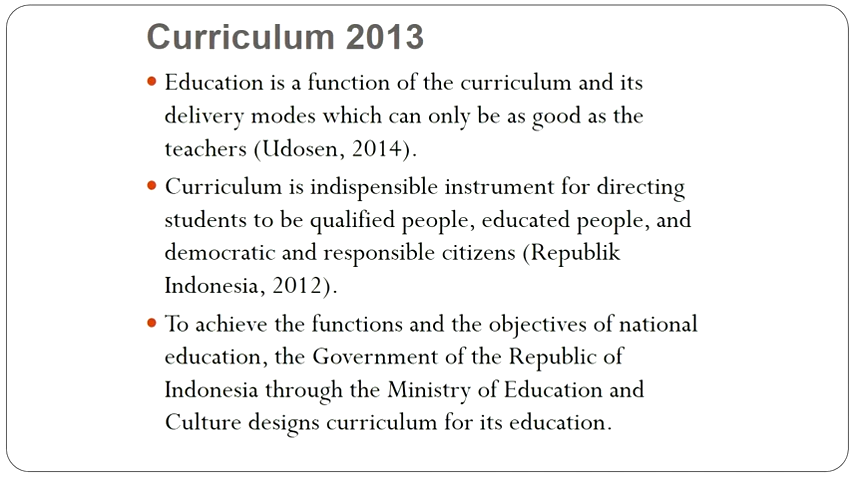 Curriculum 2013
• Education is a function of the curriculum and its
delivery modes which can only be as good as the
teachers (Udosen, 2014).
• Curriculum is indispensible instrument for directing
students to be qualified people, educated people, and
democratic and responsible citizens (Republik
Indonesia, 2012).
• To achieve the functions and the objectives of national
education, the Government of the Republic of
Indonesia through the Ministry of Education and
Culture designs curriculum for its education.